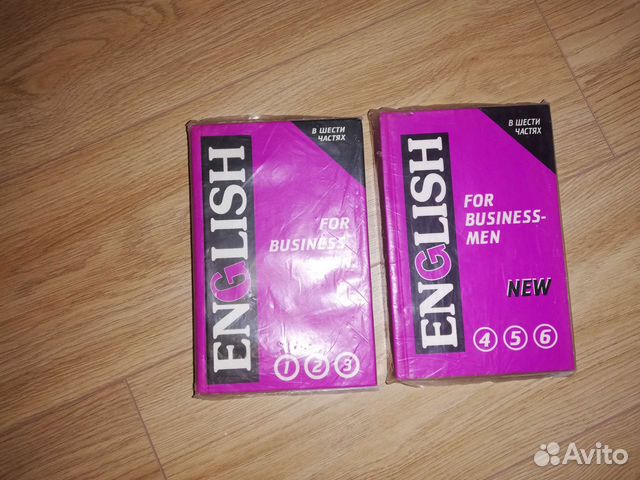 В ШЕСТИ
ЧАСТЯХ
ENGLISH
FOR
BUSINESS-
1 2 3
В ШЕСТИ
ЧАСТЯХ
ENGLISH
FOR
BUSINESS-
MEN
NEW
4 5 6
Avito